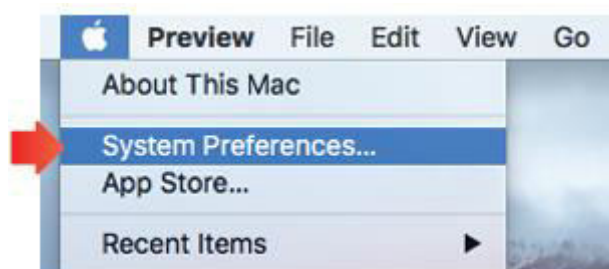 Preview File Edit View Go
About This Mac
System Preferences...
App Store...
Recent Items